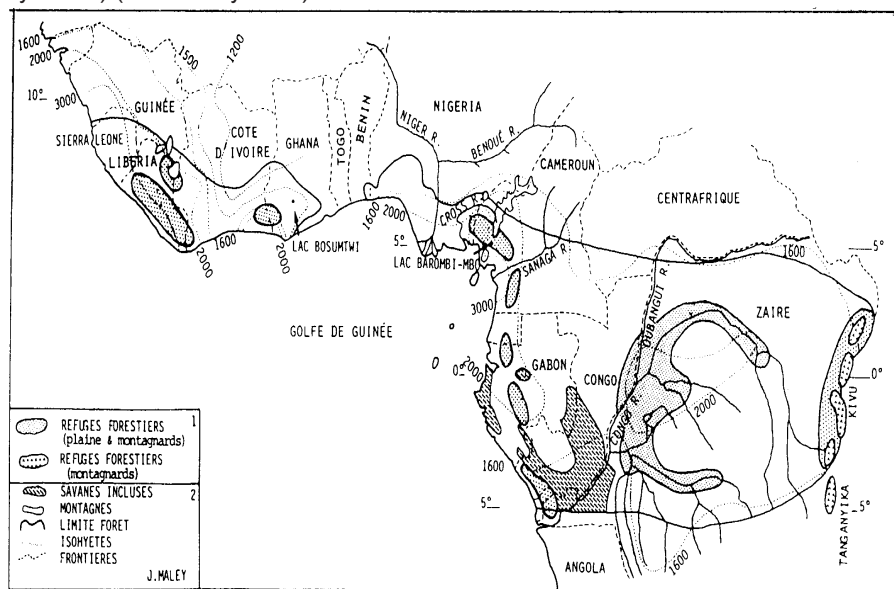 1600
2000
1500
1200
10°
3000
GUINÉE
SIERRA LEONE
LIBERIA
COTE
D'IVOIRE
GHANA
TOGO
BENIN
NIGER R.
NIGERIA
BENOUÉ R.
CAMEROUN
CENTRAFRIQUE
CROSS R.
1600
2000
5°
1600
2000
2000
LAC BOSUMTWI
LAC BAROMBI-MBO
SANAGA R.
1600
5°
3000
OUBANGUI R.
ZAIRE
GOLFE DE GUINÉE
2000
0°
GABON
CONGO
CONGO R.
2000
0°
KIVU
1600
5°
5°
TANGANYIKA
1600
ANGOLA
1
REFUGES FORESTIERS
(plaine & montagnards)
REFUGES FORESTIERS
(montagnards)
2
SAVANES INCLUSES
MONTAGNES
LIMITE FORET
ISOHYETES
FRONTIERES
J.MALEY